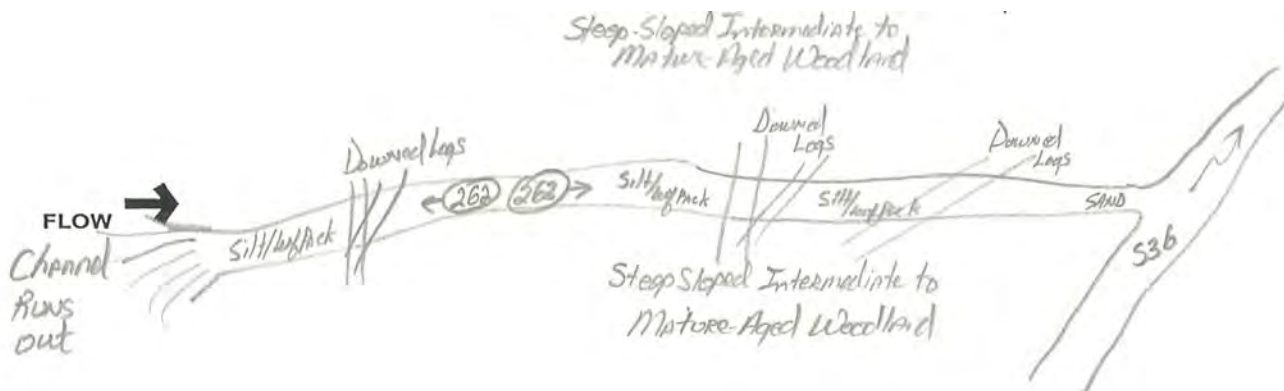 Steep-Sloped Intermediate to
Mature-Aged Woodland
Downed Logs
Downed
Logs
Downed
Logs
262
262
Silt/leaf Pack
Silt/leaf Pack
SAND
FLOW
Silt/leaf Pack
S36
Channel
Runs
out
Steep Sloped Intermediate to
Mature-Aged Woodland